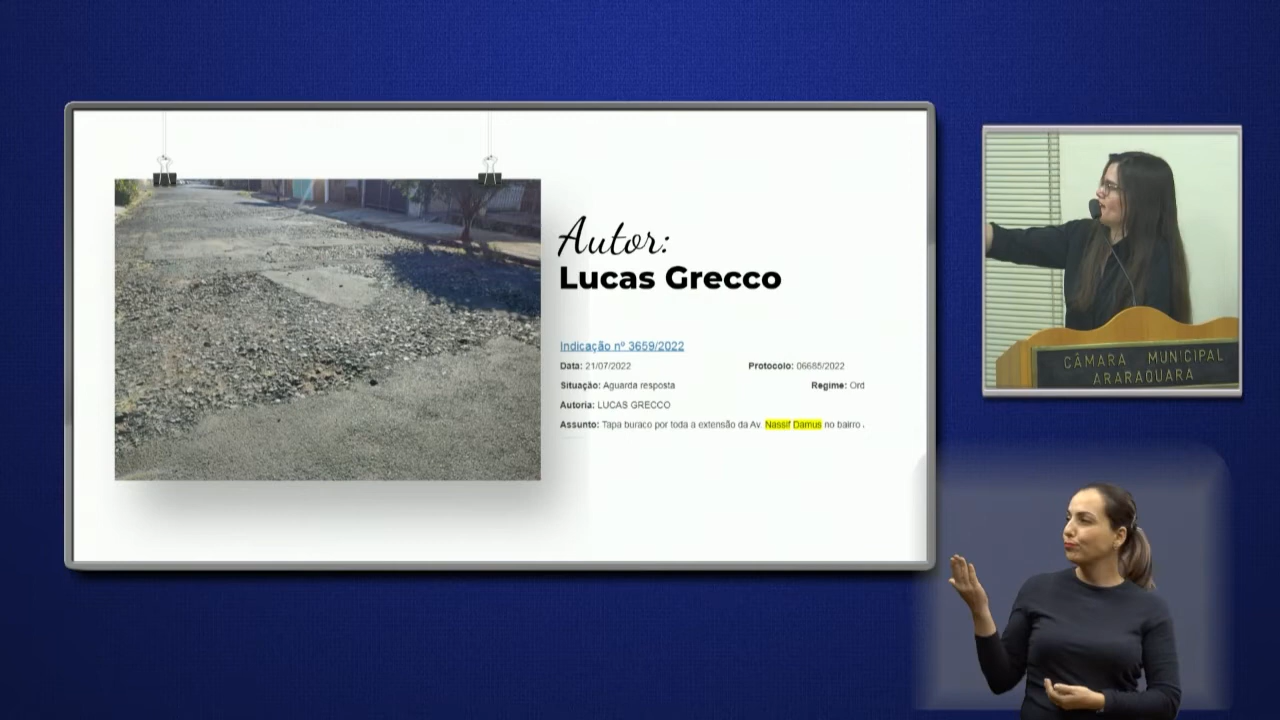 Autor:
Lucas Grecco
Indicação nº 3659/2022
Data: 21/07/2022 Protocolo: 06685/2022
Situação: Aguarda resposta Regime: Ord
Autoria: LUCAS GRECCO
Assunto: Tapa buraco por toda a extensão da Av. Nassif Damus no bairro
CÂMARA MUNICIPAL
ARARAQUARA